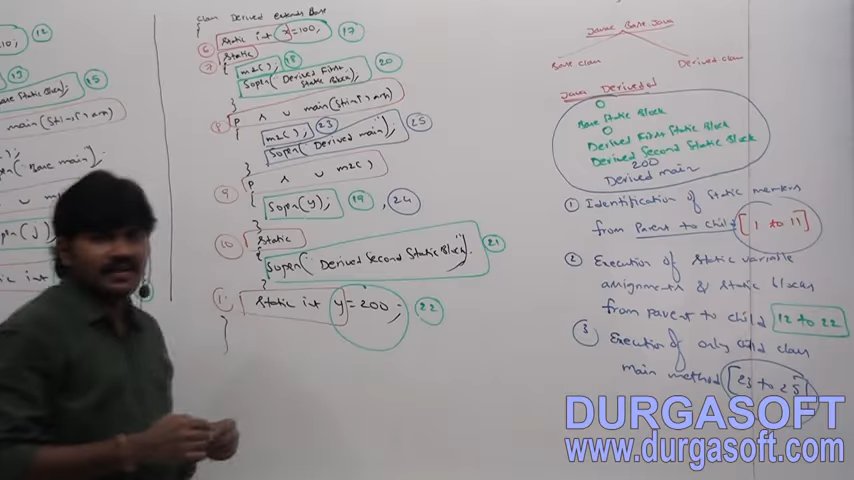 10; 12
13
Base Static Block); 15
main(String[] args)
("Base main");
Sopln(j);
static int
class Derived extends Base
{
6 static int x=100; 17
7 static
{ m2(); 18
Sopln("Derived First Static Block"); 20
}
8 P s v main(String[] args)
{ m2(); 23
Sopln("Derived main"); 25
}
9 P s v m2()
{
Sopln(y); 19, 24
}
10 static
{
Sopln("Derived Second Static Block"); 21
}
11 static int y=200; 22
}
Javac Base.Java
Base class Derived class
Java Derived ↵
0
Base Static Block
0
Derived First Static Block
Derived Second Static Block
200
Derived main
1 Identification of static members
from Parent to child [1 to 11]
2 Execution of static variable
assignments & static blocks
from parent to child [12 to 22]
3 Execution of only child class
main method [23 to 25]
DURGASOFT
www.durgasoft.com